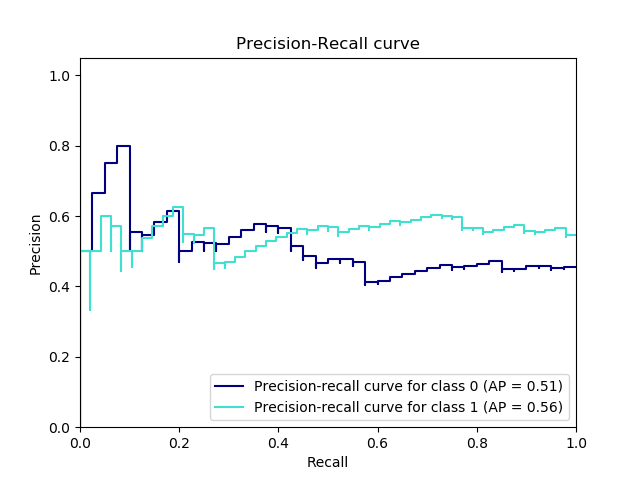 Precision-Recall curve
1.0
0.8
0.6
0.4
0.2
0.0
Precision
0.0 0.2 0.4 0.6 0.8 1.0
Recall
Precision-recall curve for class 0 (AP = 0.51)
Precision-recall curve for class 1 (AP = 0.56)